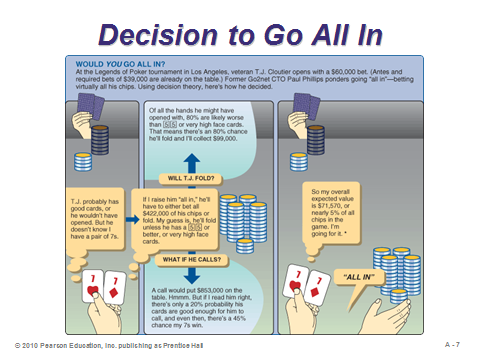 Decision to Go All In
WOULD YOU GO ALL IN?
At the Legends of Poker tournament in Los Angeles, veteran T.J. Cloutier opens with a $60,000 bet. (Antes and
required bets of $39,000 are already on the table.) Former Go2net CTO Paul Phillips ponders going "all in"—betting
virtually all his chips. Using decision theory, here's how he decided.
Of all the hands he might have
opened with, 80% are likely worse
than 5 5 or very high face cards.
That means there's an 80% chance
he'll fold and I'll collect $99,000.
WILL T.J. FOLD?
T.J. probably has
good cards, or
he wouldn't have
opened. But he
doesn't know I
have a pair of 7s.
If I raise him "all in," he'll
have to either bet all
$422,000 of his chips or
fold. My guess is, he'll fold
unless he has a 5 5 or
better, or very high face
cards.
So my overall
expected value
is $71,570, or
nearly 5% of all
chips in the
game. I'm
going for it. *
WHAT IF HE CALLS?
A call would put $853,000 on the
table. Hmmm. But if I read him right,
there's only a 20% probability his
cards are good enough for him to
call, and even then, there's a 45%
chance my 7s win.
7 7
7 7
"ALL IN"
© 2010 Pearson Education, Inc. publishing as Prentice Hall
A - 7